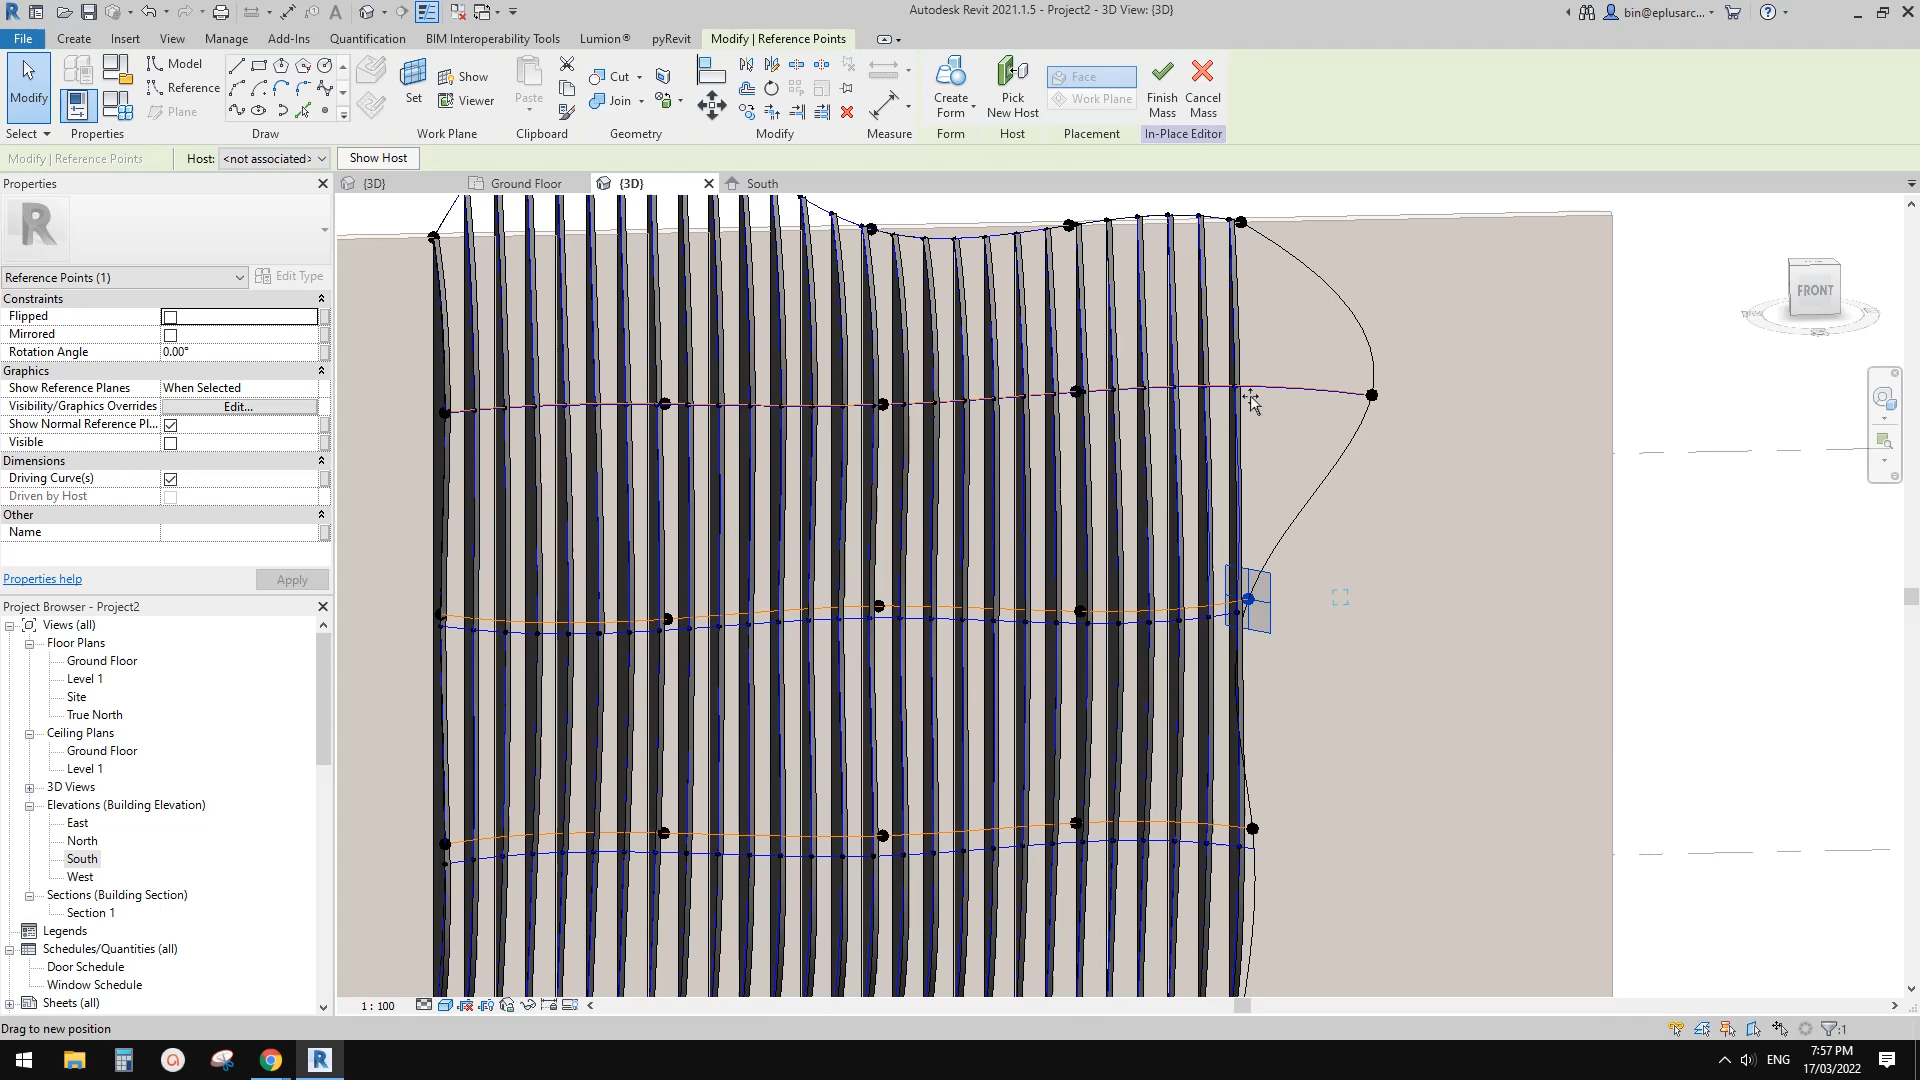 Autodesk Revit 2021.1.5 - Project2 - 3D View: {3D}
bin@eplusarc...
File Create Insert View Manage Add-Ins Quantification BIM Interoperability Tools Lumion® pyRevit Modify | Reference Points
Modify
Select
Properties
Model
Reference
Plane
Draw
Set
Show
Viewer
Work Plane
Paste
Clipboard
Cut
Join
Geometry
Modify
Measure
Create Form
Form
Pick New Host
Host
Face
Work Plane
Placement
Finish Mass
Cancel Mass
In-Place Editor
Modify | Reference Points
Host: <not associated>
Show Host
Properties
{3D}
Ground Floor
{3D}
South
Reference Points (1)
Edit Type
Constraints
Flipped
Mirrored
Rotation Angle 0.00°
Graphics
Show Reference Planes When Selected
Visibility/Graphics Overrides Edit...
Show Normal Reference Pl...
Visible
Dimensions
Driving Curve(s)
Driven by Host
Other
Name
Properties help
Apply
Project Browser - Project2
Views (all)
Floor Plans
Ground Floor
Level 1
Site
True North
Ceiling Plans
Ground Floor
Level 1
3D Views
Elevations (Building Elevation)
East
North
South
West
Sections (Building Section)
Section 1
Legends
Schedules/Quantities (all)
Door Schedule
Window Schedule
Sheets (all)
FRONT
1 : 100
Drag to new position
:1
ENG
7:57 PM
17/03/2022